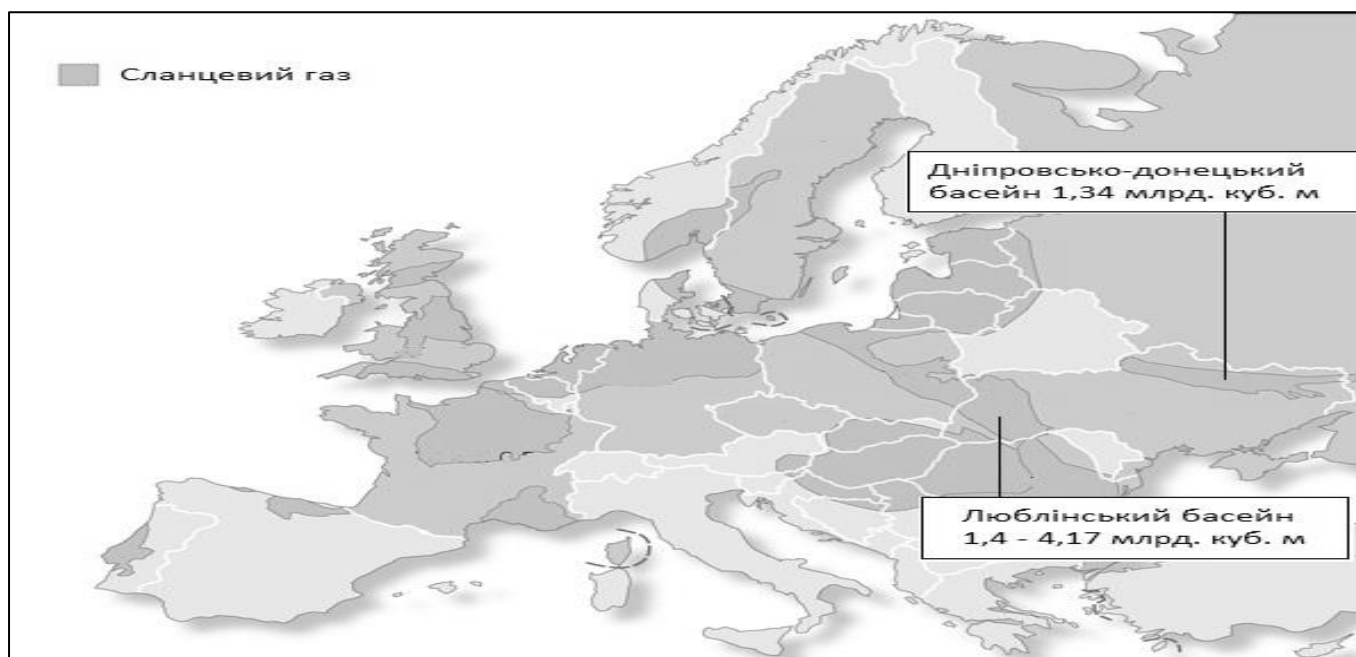 Сланцевий газ
Дніпровсько-донецький
басейн 1,34 млрд. куб. м
Люблінський басейн
1,4 - 4,17 млрд. куб. м